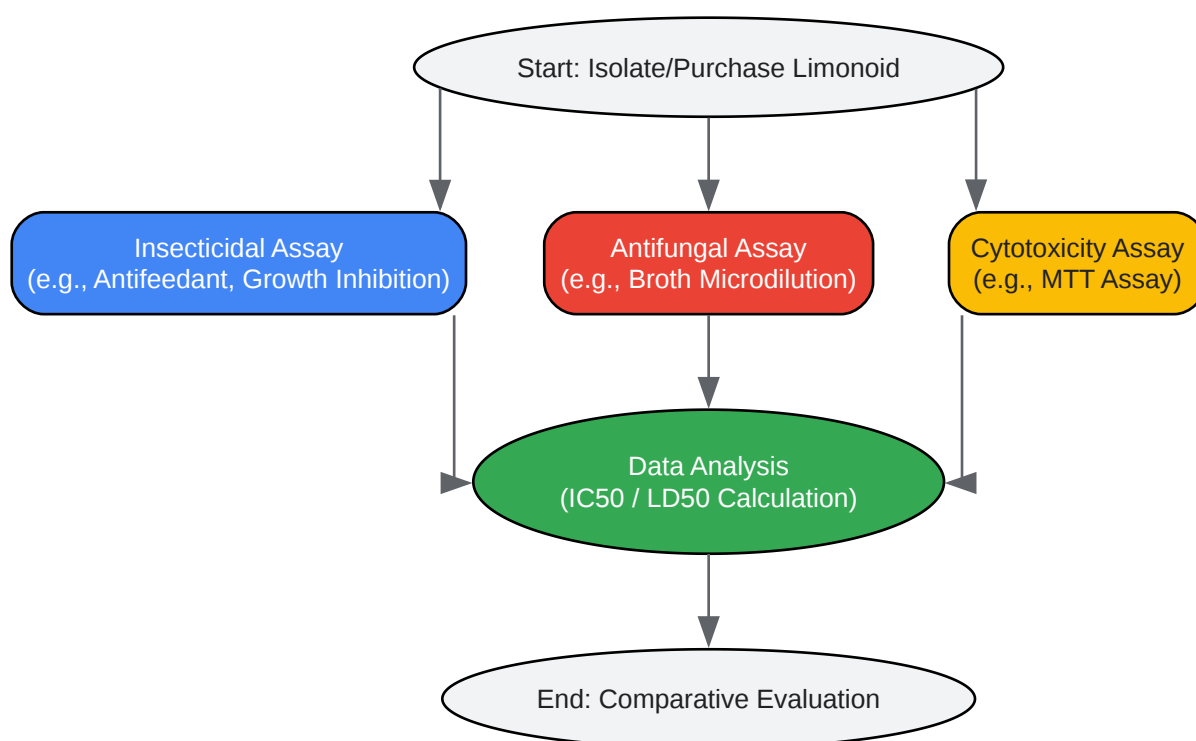 Start: Isolate/Purchase Limonoid
Insecticidal Assay
(e.g., Antifeedant, Growth Inhibition)
Antifungal Assay
(e.g., Broth Microdilution)
Cytotoxicity Assay
(e.g., MTT Assay)
Data Analysis
(IC50 / LD50 Calculation)
End: Comparative Evaluation